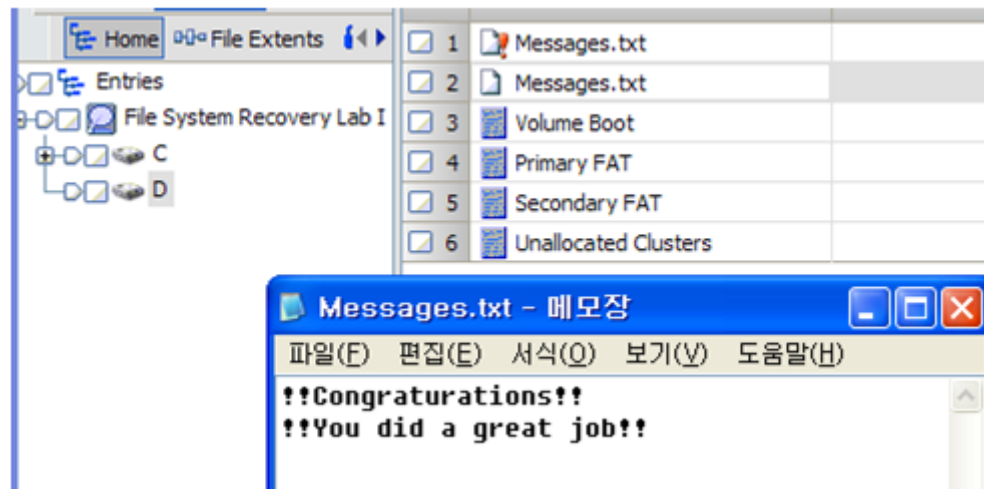 Home File Extents
Entries
File System Recovery Lab I
C
D
1 Messages.txt
2 Messages.txt
3 Volume Boot
4 Primary FAT
5 Secondary FAT
6 Unallocated Clusters
Messages.txt - 메모장
파일(F) 편집(E) 서식(O) 보기(V) 도움말(H)
!!Congraturations!!
!!You did a great job!!